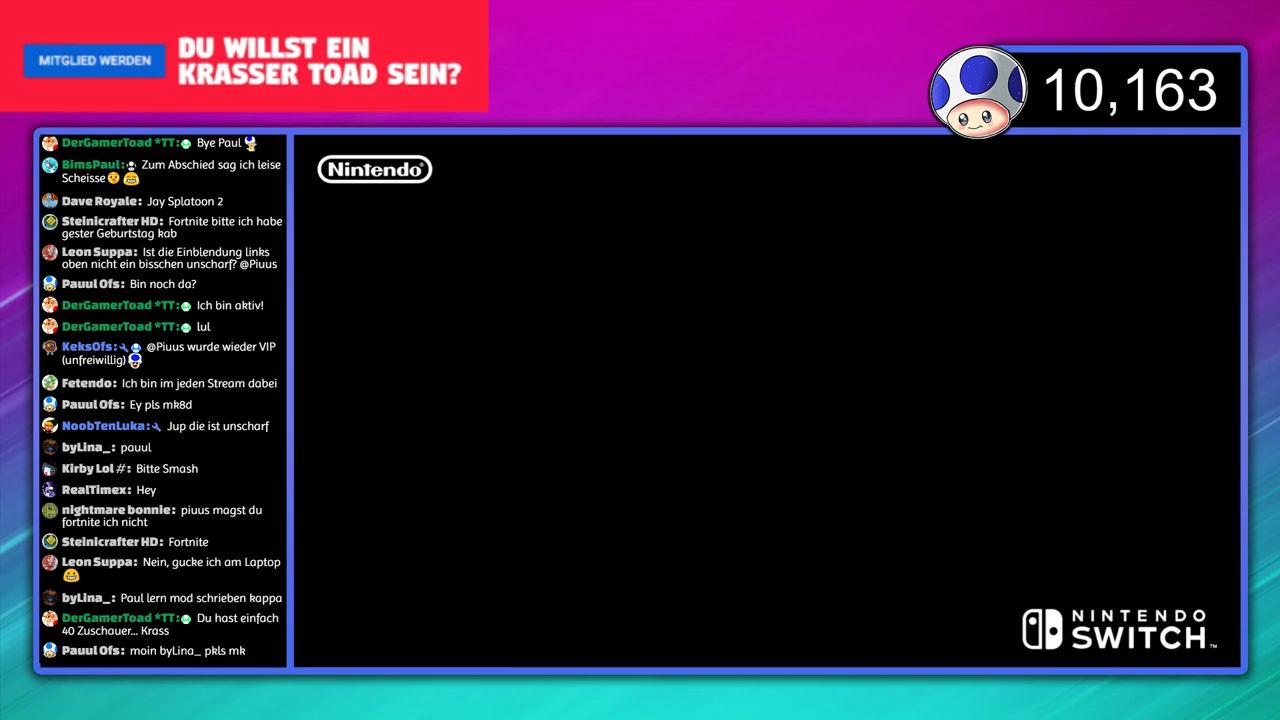 MITGLIED WERDEN
DU WILLST EIN
KRASSER TOAD SEIN?
10,163
DerGamerToad *TT: Bye Paul
BimsPaul: Zum Abschied sag ich leise
Scheisse
Dave Royale: Jay Splatoon 2
Steinicrafter HD: Fortnite bitte ich habe
gester Geburtstag kab
Leon Suppa: Ist die Einblendung links
oben nicht ein bisschen unscharf? @Piuus
Pauul Ofs: Bin noch da?
DerGamerToad *TT: Ich bin aktiv!
DerGamerToad *TT: lul
KeksOfs: @Piuus wurde wieder VIP
(unfreiwillig)
Fetendo: Ich bin im jeden Stream dabei
Pauul Ofs: Ey pls mk8d
NoobTenLuka: Jup die ist unscharf
byLina_: pauul
Kirby Lol #: Bitte Smash
RealTimex: Hey
nightmare bonnie: piuus magst du
fortnite ich nicht
Steinicrafter HD: Fortnite
Leon Suppa: Nein, gucke ich am Laptop
byLina_: Paul lern mod schrieben kappa
DerGamerToad *TT: Du hast einfach
40 Zuschauer... Krass
Pauul Ofs: moin byLina_ pkls mk
Nintendo®
NINTENDO
SWITCH™